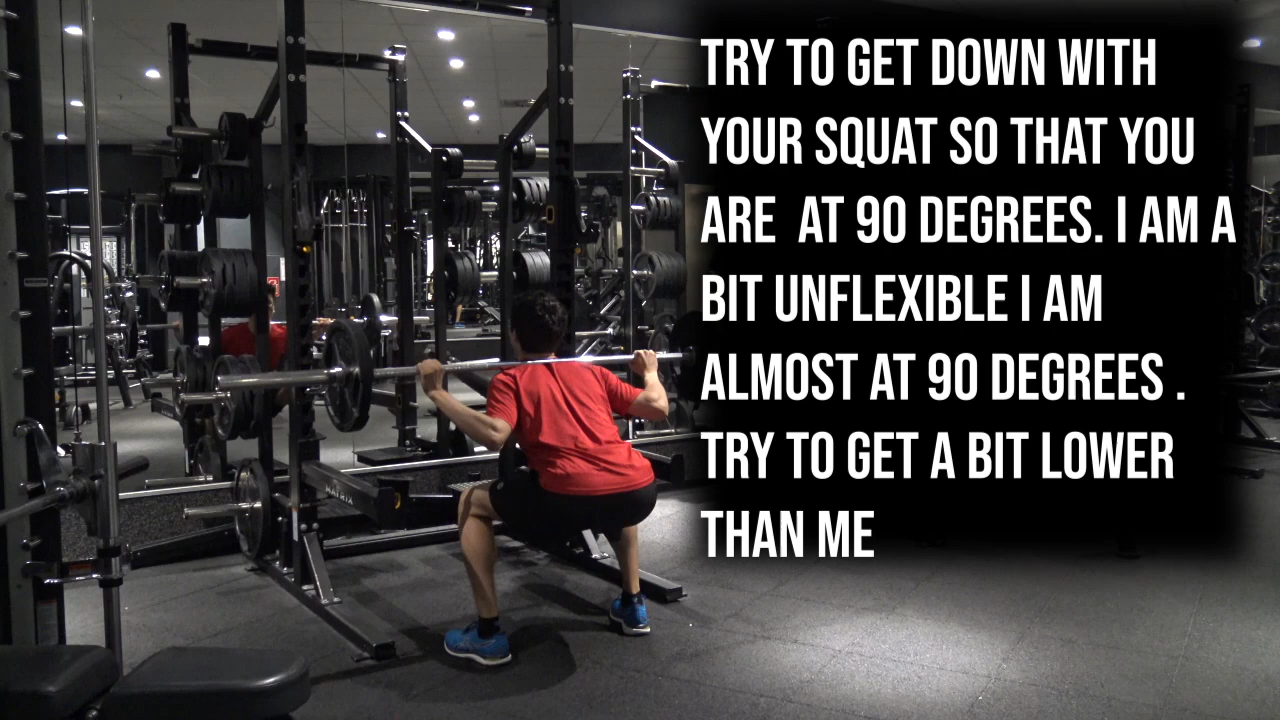 TRY TO GET DOWN WITH
YOUR SQUAT SO THAT YOU
ARE  AT 90 DEGREES. I AM A
BIT UNFLEXIBLE I AM
ALMOST AT 90 DEGREES .
TRY TO GET A BIT LOWER
THAN ME
MATRIX